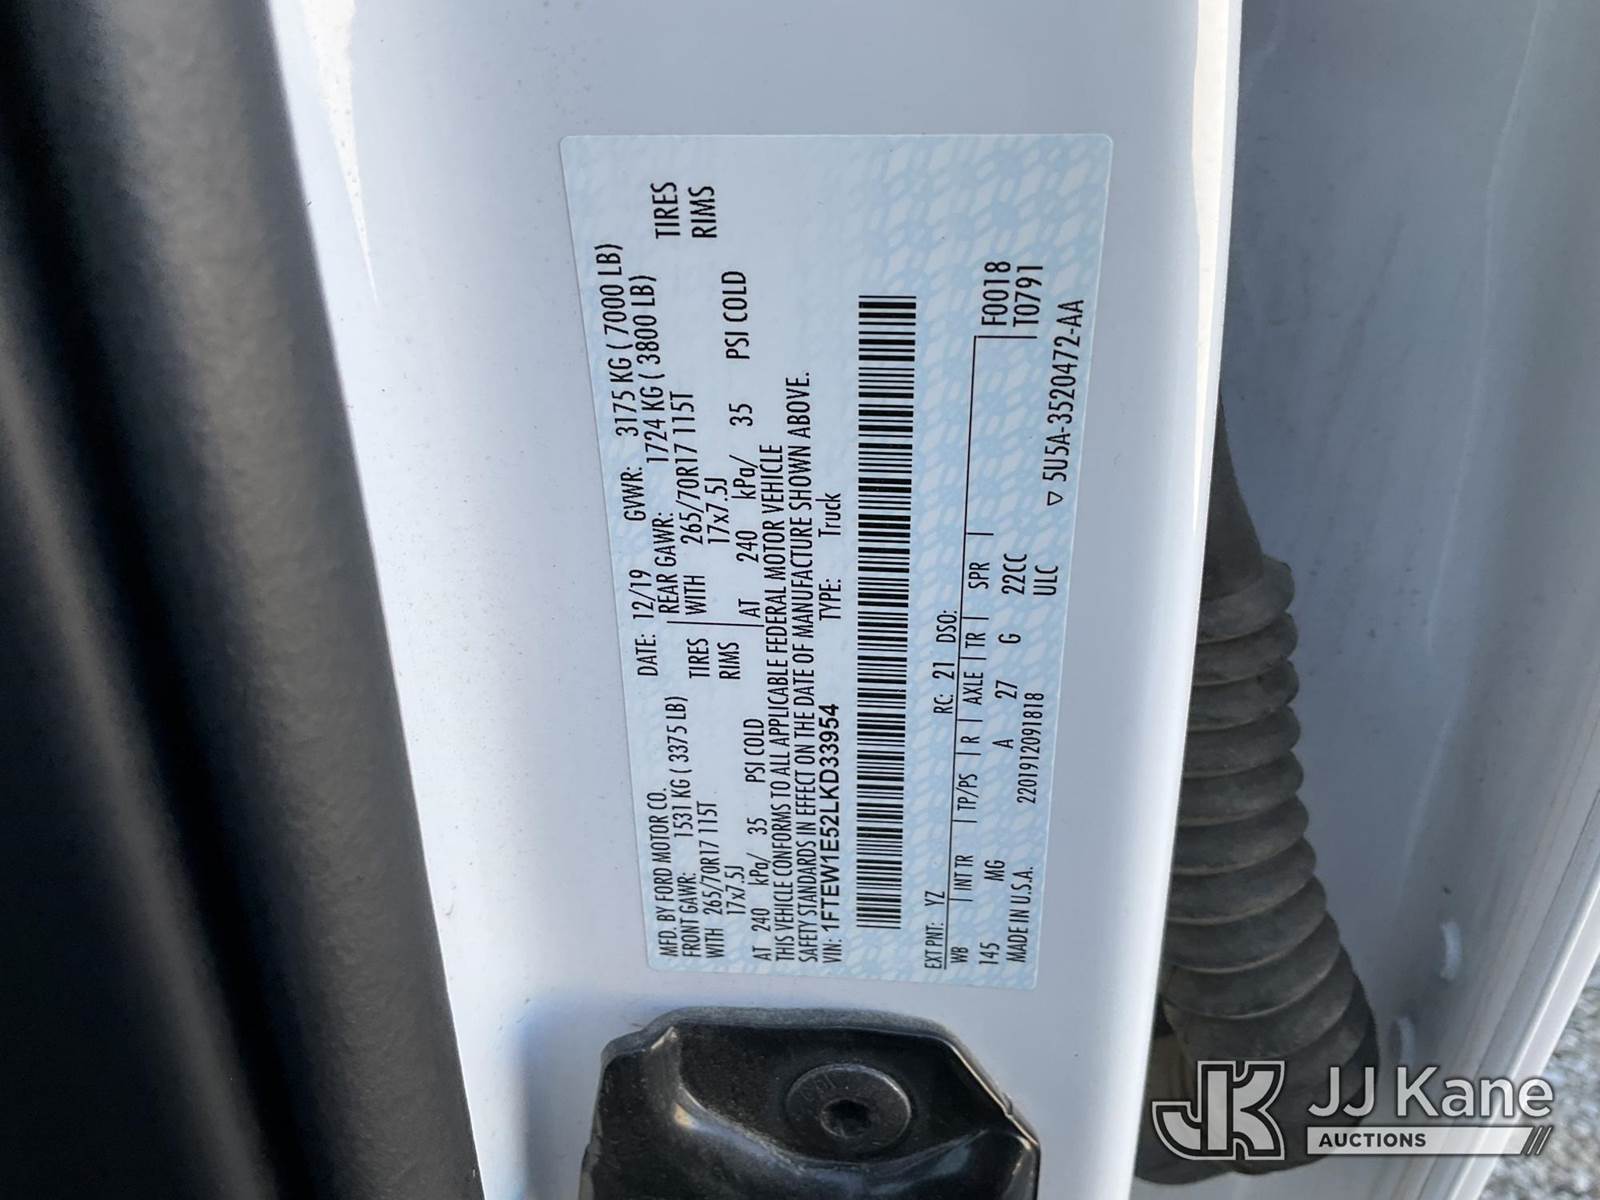 MFD. BY FORD MOTOR CO.
DATE: 12/19 GVWR: 3175 KG ( 7000 LB)
FRONT GAWR: 1531 KG ( 3375 LB)
REAR GAWR: 1724 KG ( 3800 LB)
WITH 265/70R17 115T TIRES
WITH 265/70R17 115T TIRES
17x7.5J RIMS
17x7.5J RIMS
AT 240 kPa/ 35 PSI COLD
AT 240 kPa/ 35 PSI COLD
THIS VEHICLE CONFORMS TO ALL APPLICABLE FEDERAL MOTOR VEHICLE
SAFETY STANDARDS IN EFFECT ON THE DATE OF MANUFACTURE SHOWN ABOVE.
VIN: 1FTEW1E52LKD33954 TYPE: Truck
EXT PNT: YZ RC: 21 DSO:
WB INT TR TP/PS R AXLE TR SPR F0018
145 MG A 27 G 22CC T0791
MADE IN U.S.A. 2201912091818 ULC
▽ 5U5A-3520472-AA
JK JJ Kane
AUCTIONS